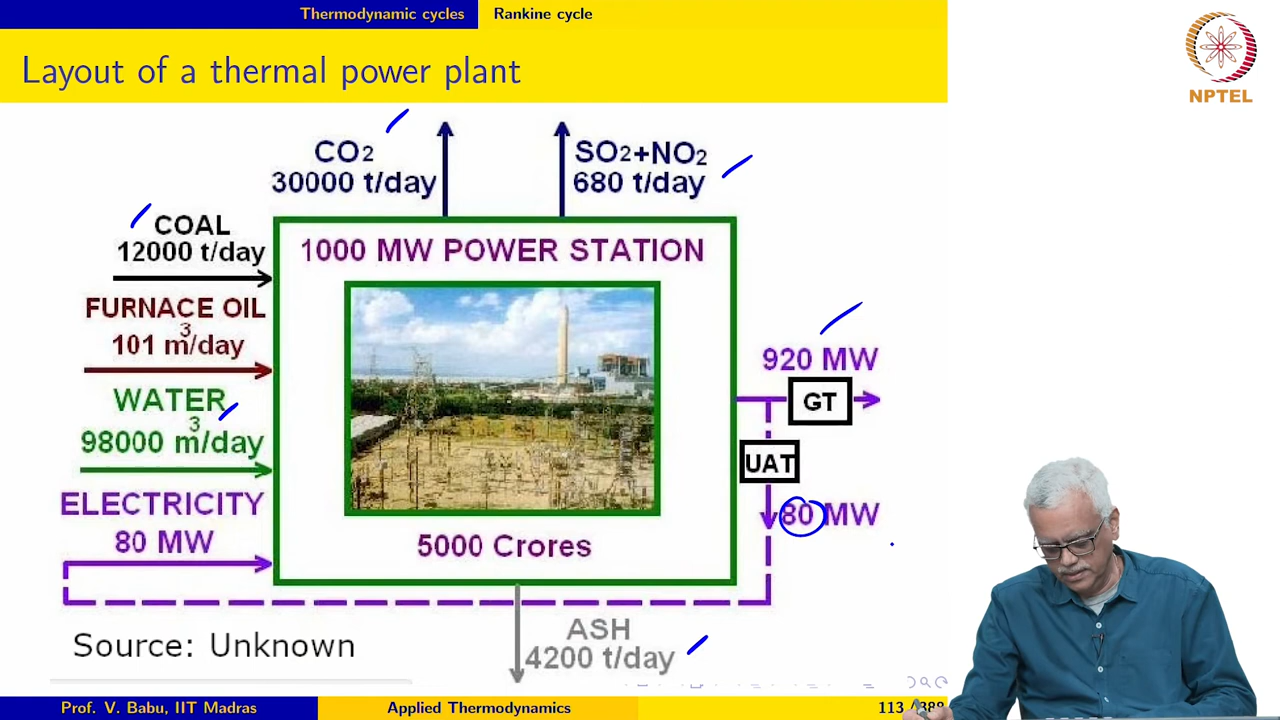 Thermodynamic cycles Rankine cycle
NPTEL
Layout of a thermal power plant
CO2
30000 t/day
SO2+NO2
680 t/day
COAL
12000 t/day
1000 MW POWER STATION
FURNACE OIL
101 m3/day
920 MW
GT
WATER
98000 m3/day
UAT
ELECTRICITY
80 MW
80 MW
5000 Crores
ASH
4200 t/day
Source: Unknown
Prof. V. Babu, IIT Madras Applied Thermodynamics 113 / 388